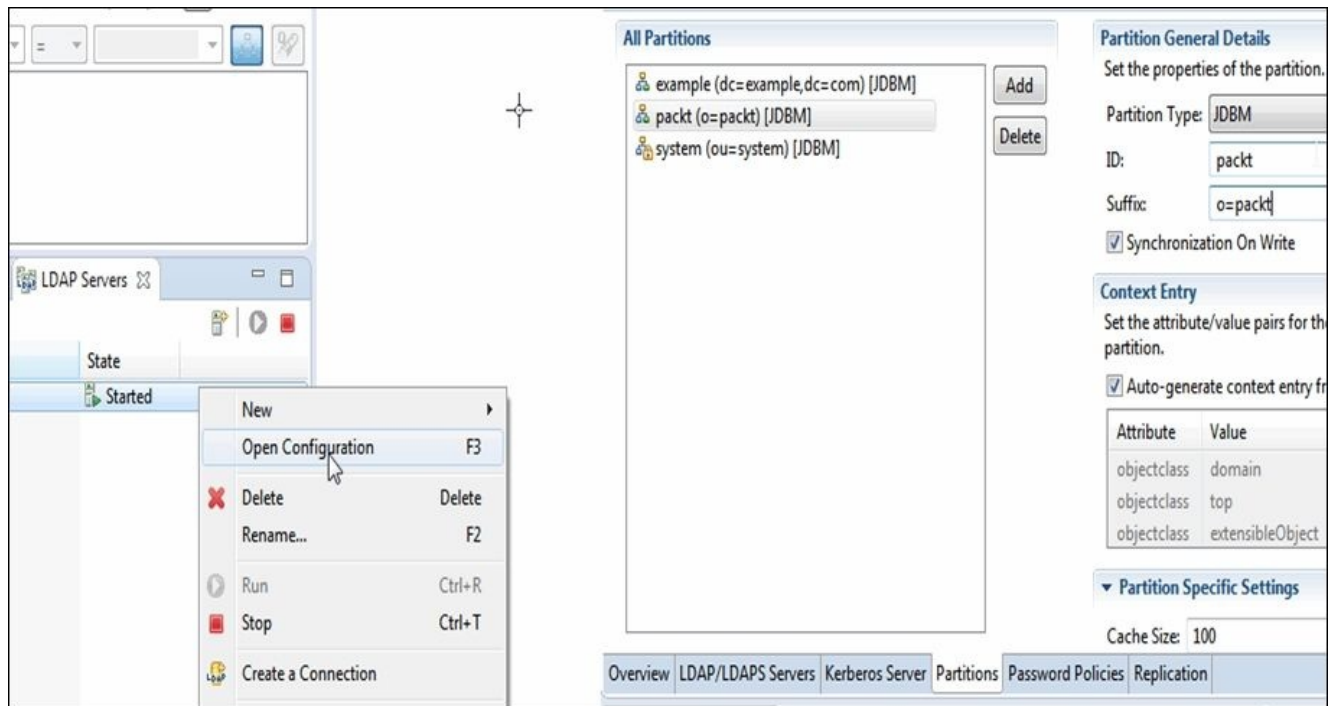 =
LDAP Servers
State
Started
New
Open Configuration F3
Delete Delete
Rename... F2
Run Ctrl+R
Stop Ctrl+T
Create a Connection
All Partitions
example (dc=example,dc=com) [JDBM]
packt (o=packt) [JDBM]
system (ou=system) [JDBM]
Add
Delete
Partition General Details
Set the properties of the partition.
Partition Type: JDBM
ID: packt
Suffix: o=packt
Synchronization On Write
Context Entry
Set the attribute/value pairs for the
partition.
Auto-generate context entry fr
Attribute Value
objectclass domain
objectclass top
objectclass extensibleObject
Partition Specific Settings
Cache Size: 100
Overview LDAP/LDAPS Servers Kerberos Server Partitions Password Policies Replication